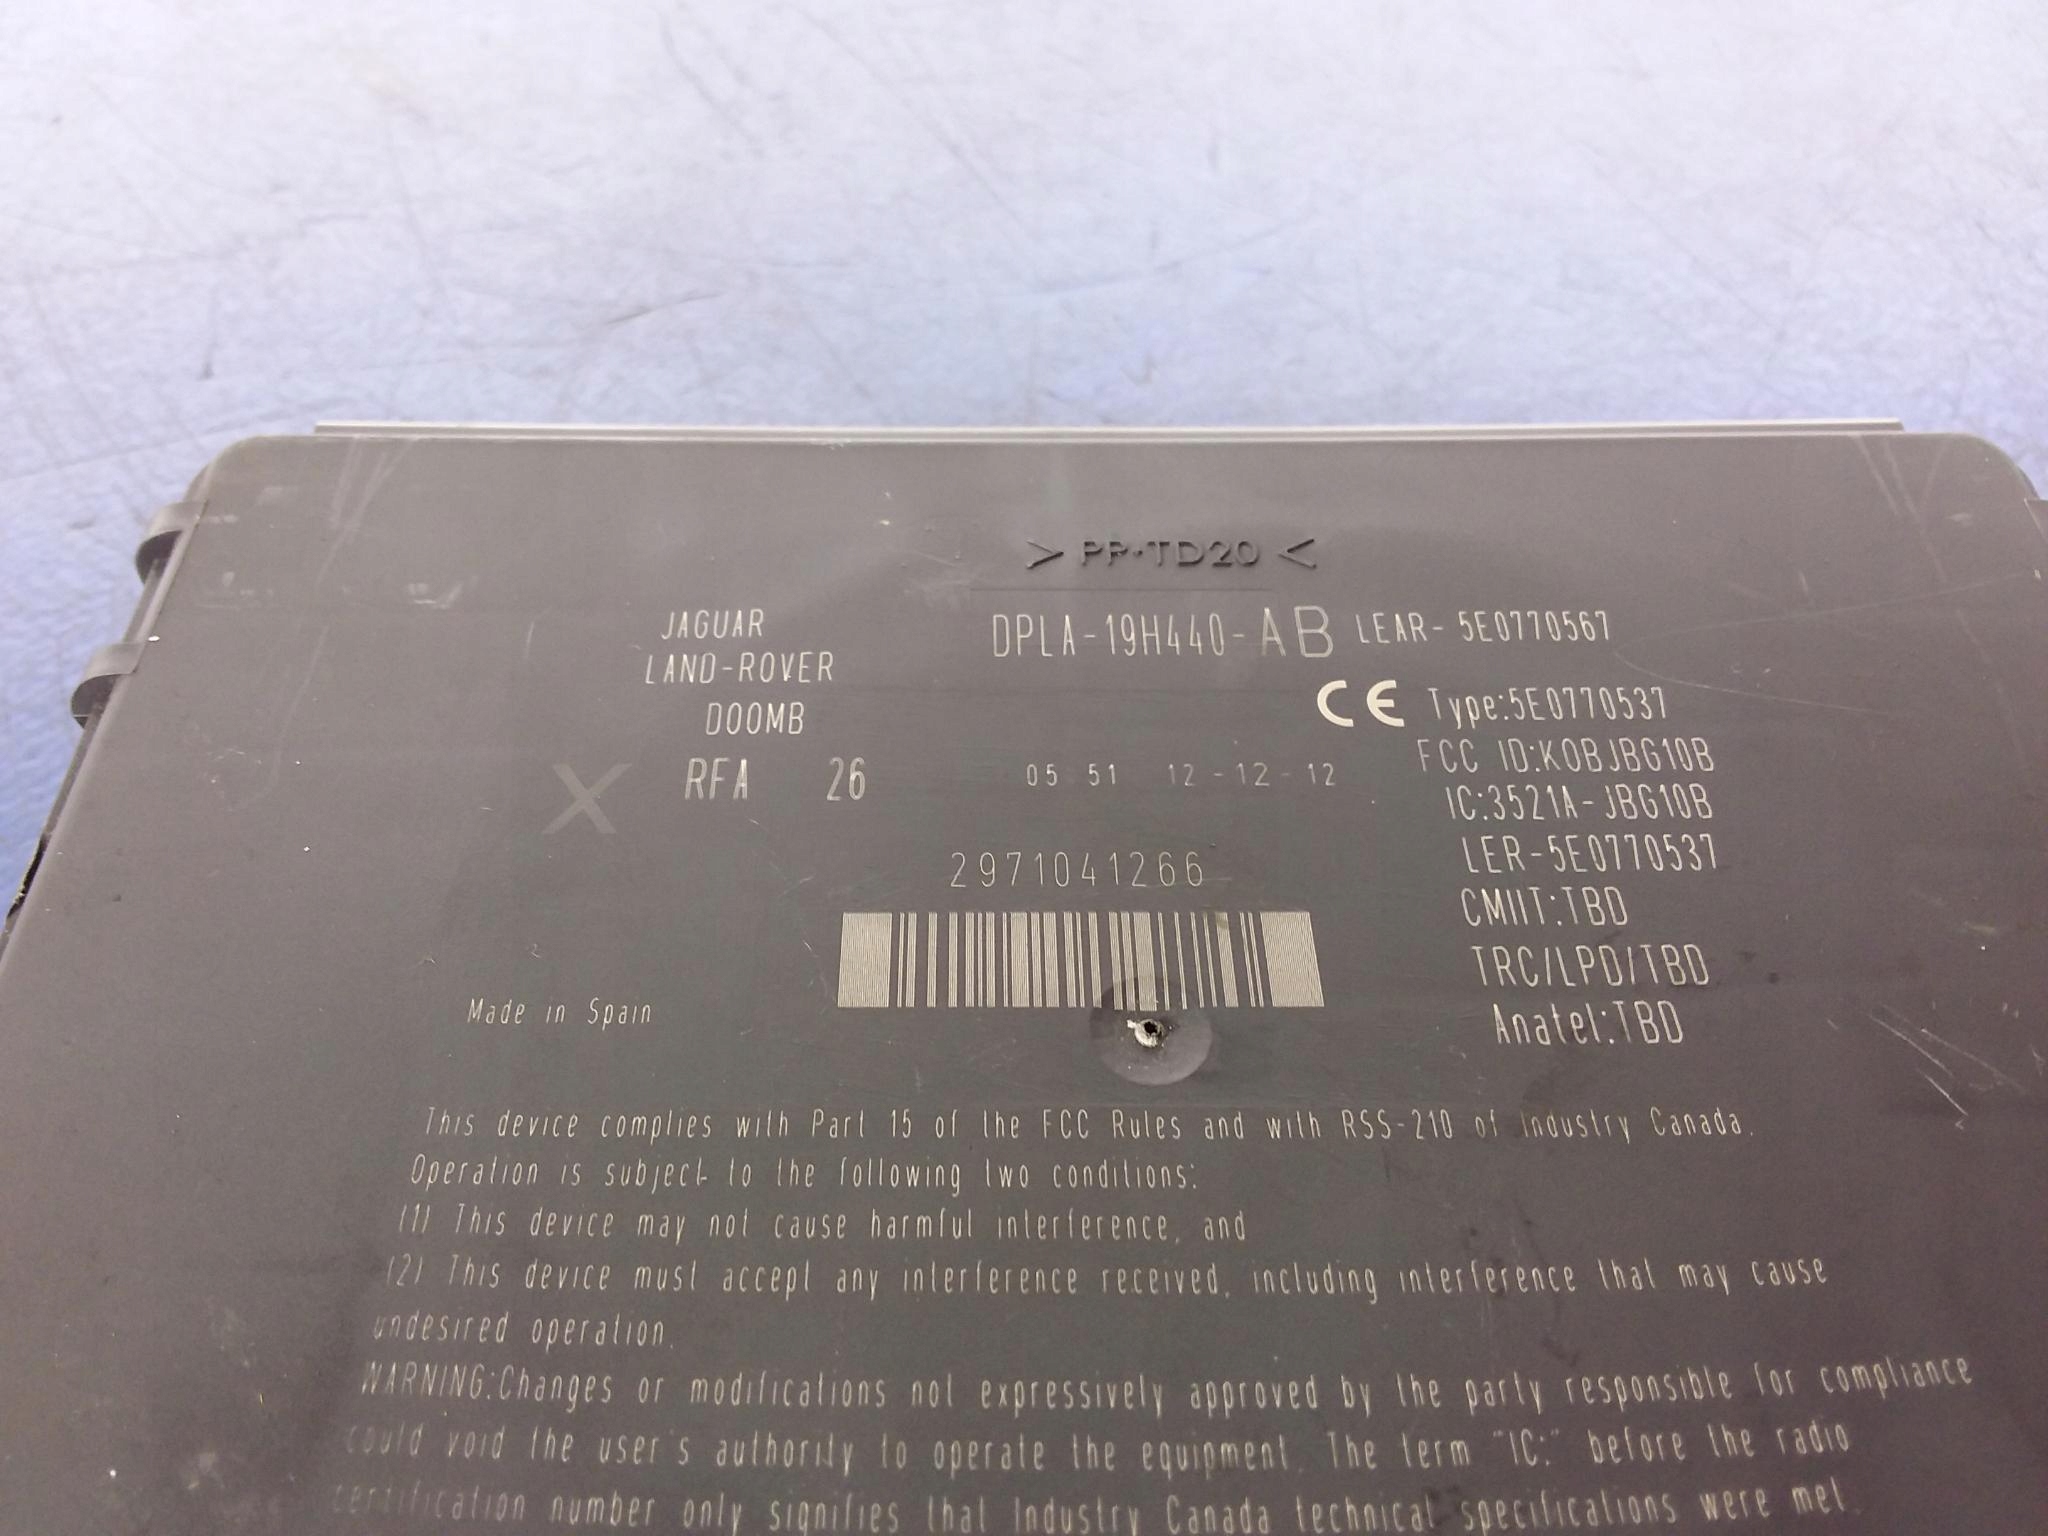 > PP-TD20 <
JAGUAR
LAND-ROVER
D00MB
RFA 26
X
DPLA-19H440-AB LEAR- 5E0770567
CE Type:5E0770537
FCC ID:KOBJBG10B
IC:3521A-JBG10B
LER-5E0770537
CMIIT:TBD
TRC/LPD/TBD
Anatel:TBD
05 51 12-12-12
2971041266
Made in Spain
This device complies with Part 15 of the FCC Rules and with RSS-210 of Industry Canada.
Operation is subject to the following two conditions:
(1) This device may not cause harmful interference, and
(2) This device must accept any interference received, including interference that may cause
undesired operation.
WARNING:Changes or modifications not expressively approved by the party responsible for compliance
could void the user's authority to operate the equipment. The term "IC:" before the radio
certification number only signifies that Industry Canada technical specifications were met.